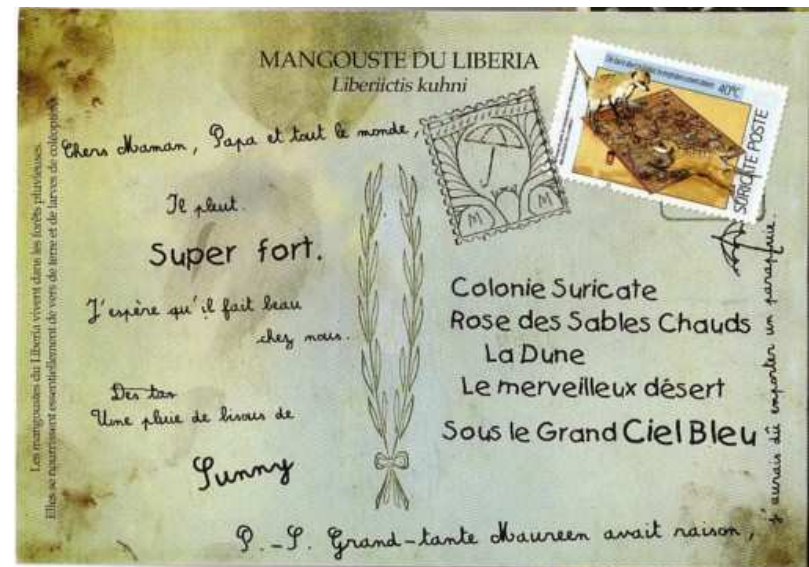 MANGOUSTE DU LIBERIA
Liberiictis kuhni
40°C
SURICATE POSTE
M M
Chers Maman, Papa et tout le monde,
Il pleut.
Super fort.
J'espère qu'il fait beau
chez nous.
Des tas
Une pluie de bisous de
Sunny
Colonie Suricate
Rose des Sables Chauds
La Dune
Le merveilleux désert
Sous le Grand Ciel Bleu
P.-S. Grand-tante Maureen avait raison,
j'aurais dû emporter un parapluie.
Les mangoustes du Liberia vivent dans les forêts pluvieuses.
Elles se nourrissent essentiellement de vers de terre et de larves de coléoptères.